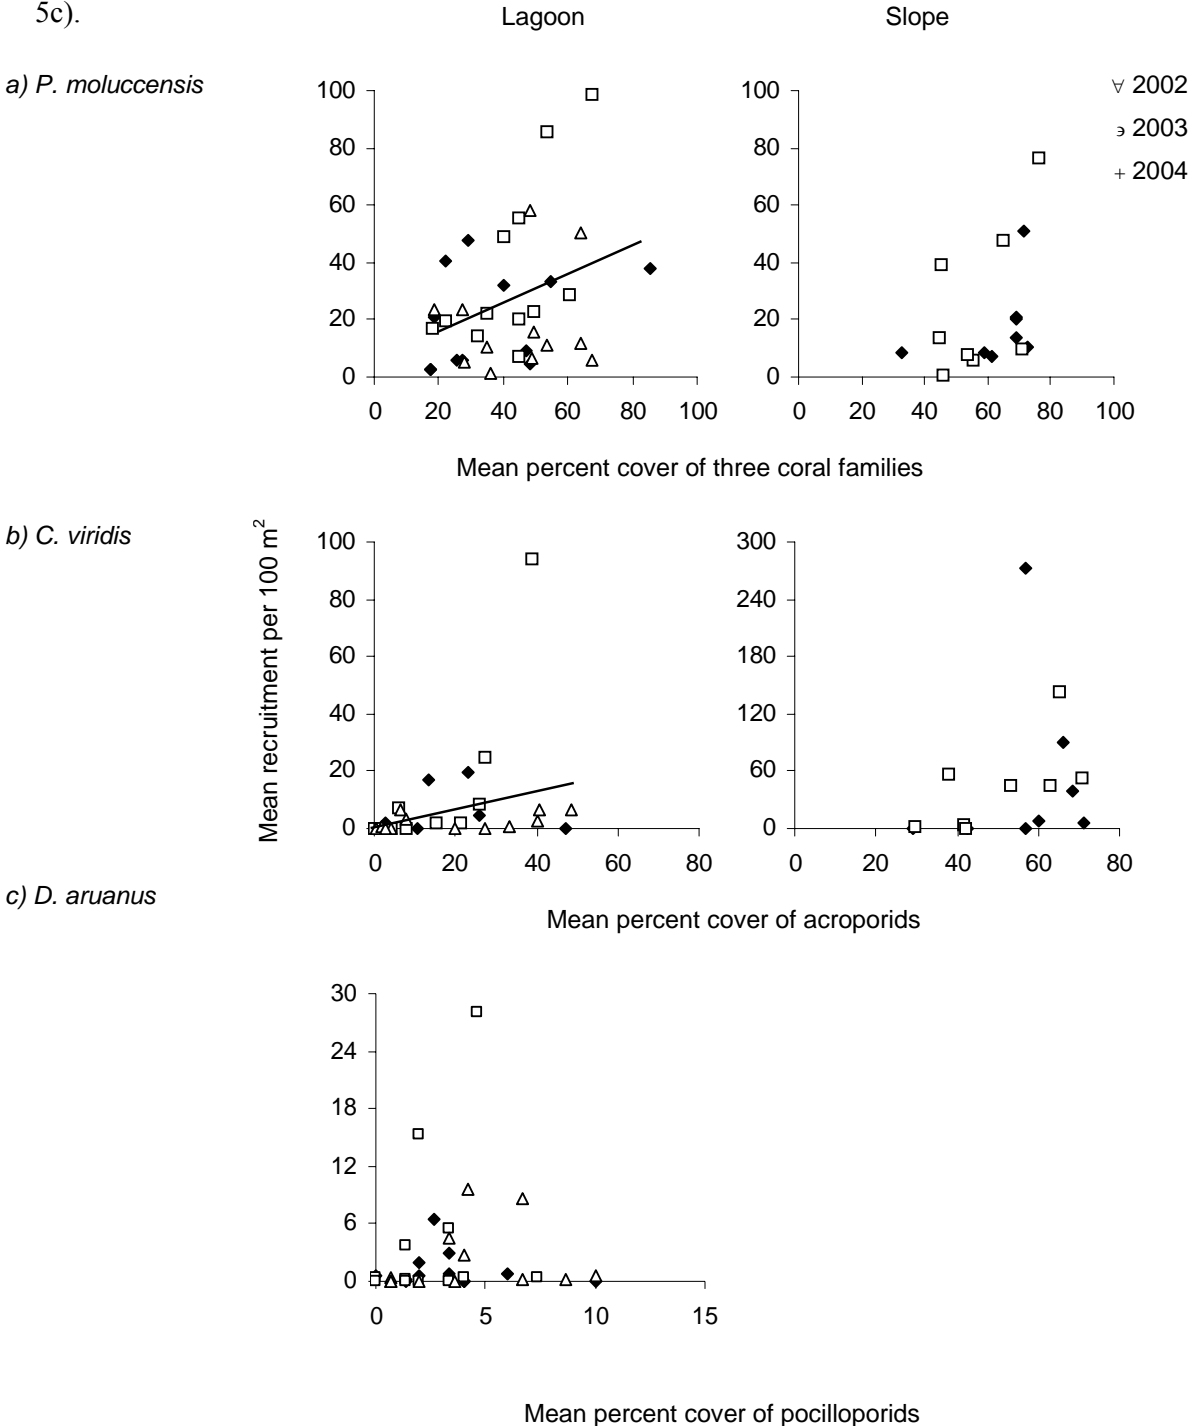 5c).
Lagoon Slope
a) P. moluccensis
100
80
60
40
20
0
0 20 40 60 80 100
100
80
60
40
20
0
0 20 40 60 80 100
∀ 2002
϶ 2003
+ 2004
Mean percent cover of three coral families
b) C. viridis
Mean recruitment per 100 m²
100
80
60
40
20
0
0 20 40 60 80
300
240
180
120
60
0
0 20 40 60 80
Mean percent cover of acroporids
c) D. aruanus
30
24
18
12
6
0
0 5 10 15
Mean percent cover of pocilloporids